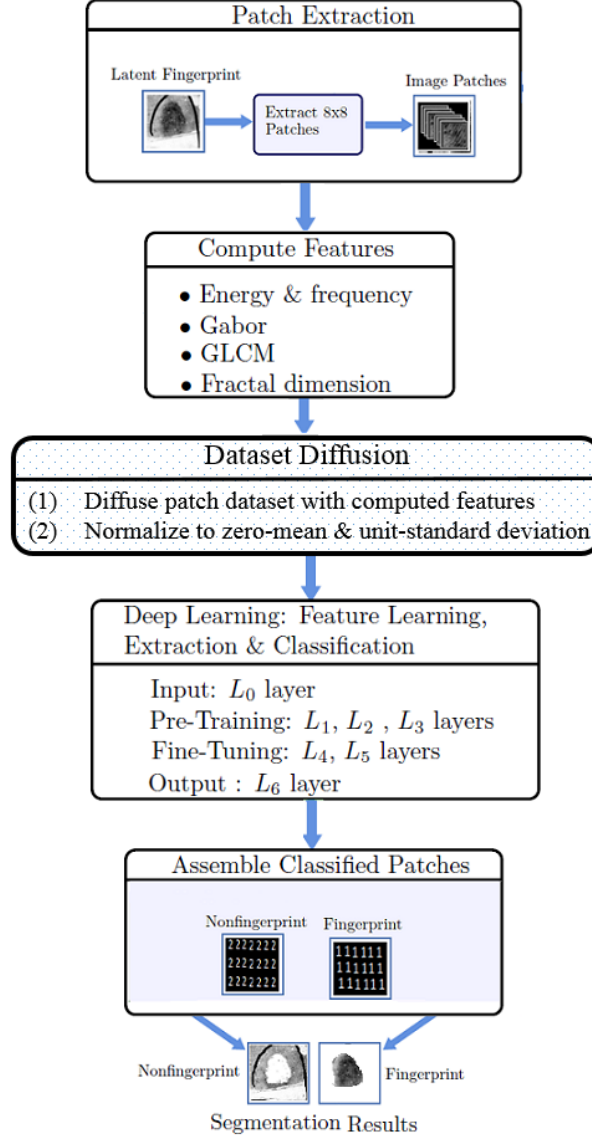 Patch Extraction
Latent Fingerprint
Extract 8x8
Patches
Image Patches
Compute Features
• Energy & frequency
• Gabor
• GLCM
• Fractal dimension
Dataset Diffusion
(1) Diffuse patch dataset with computed features
(2) Normalize to zero-mean & unit-standard deviation
Deep Learning: Feature Learning,
Extraction & Classification
Input: L₀ layer
Pre-Training: L₁, L₂ , L₃ layers
Fine-Tuning: L₄, L₅ layers
Output : L₆ layer
Assemble Classified Patches
Nonfingerprint
2222222
2222222
2222222
Fingerprint
111111
111111
111111
Nonfingerprint
Fingerprint
Segmentation Results